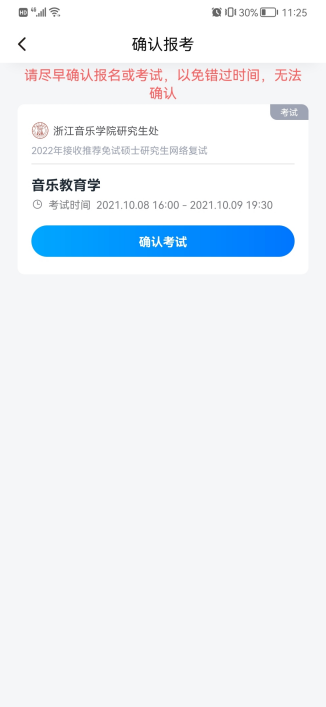 HD 30% 11:25
确认报考
请尽早确认报名或考试，以免错过时间，无法
确认
考试
浙江音乐学院研究生处
2022年接收推荐免试硕士研究生网络复试
音乐教育学
考试时间 2021.10.08 16:00 - 2021.10.09 19:30
确认考试